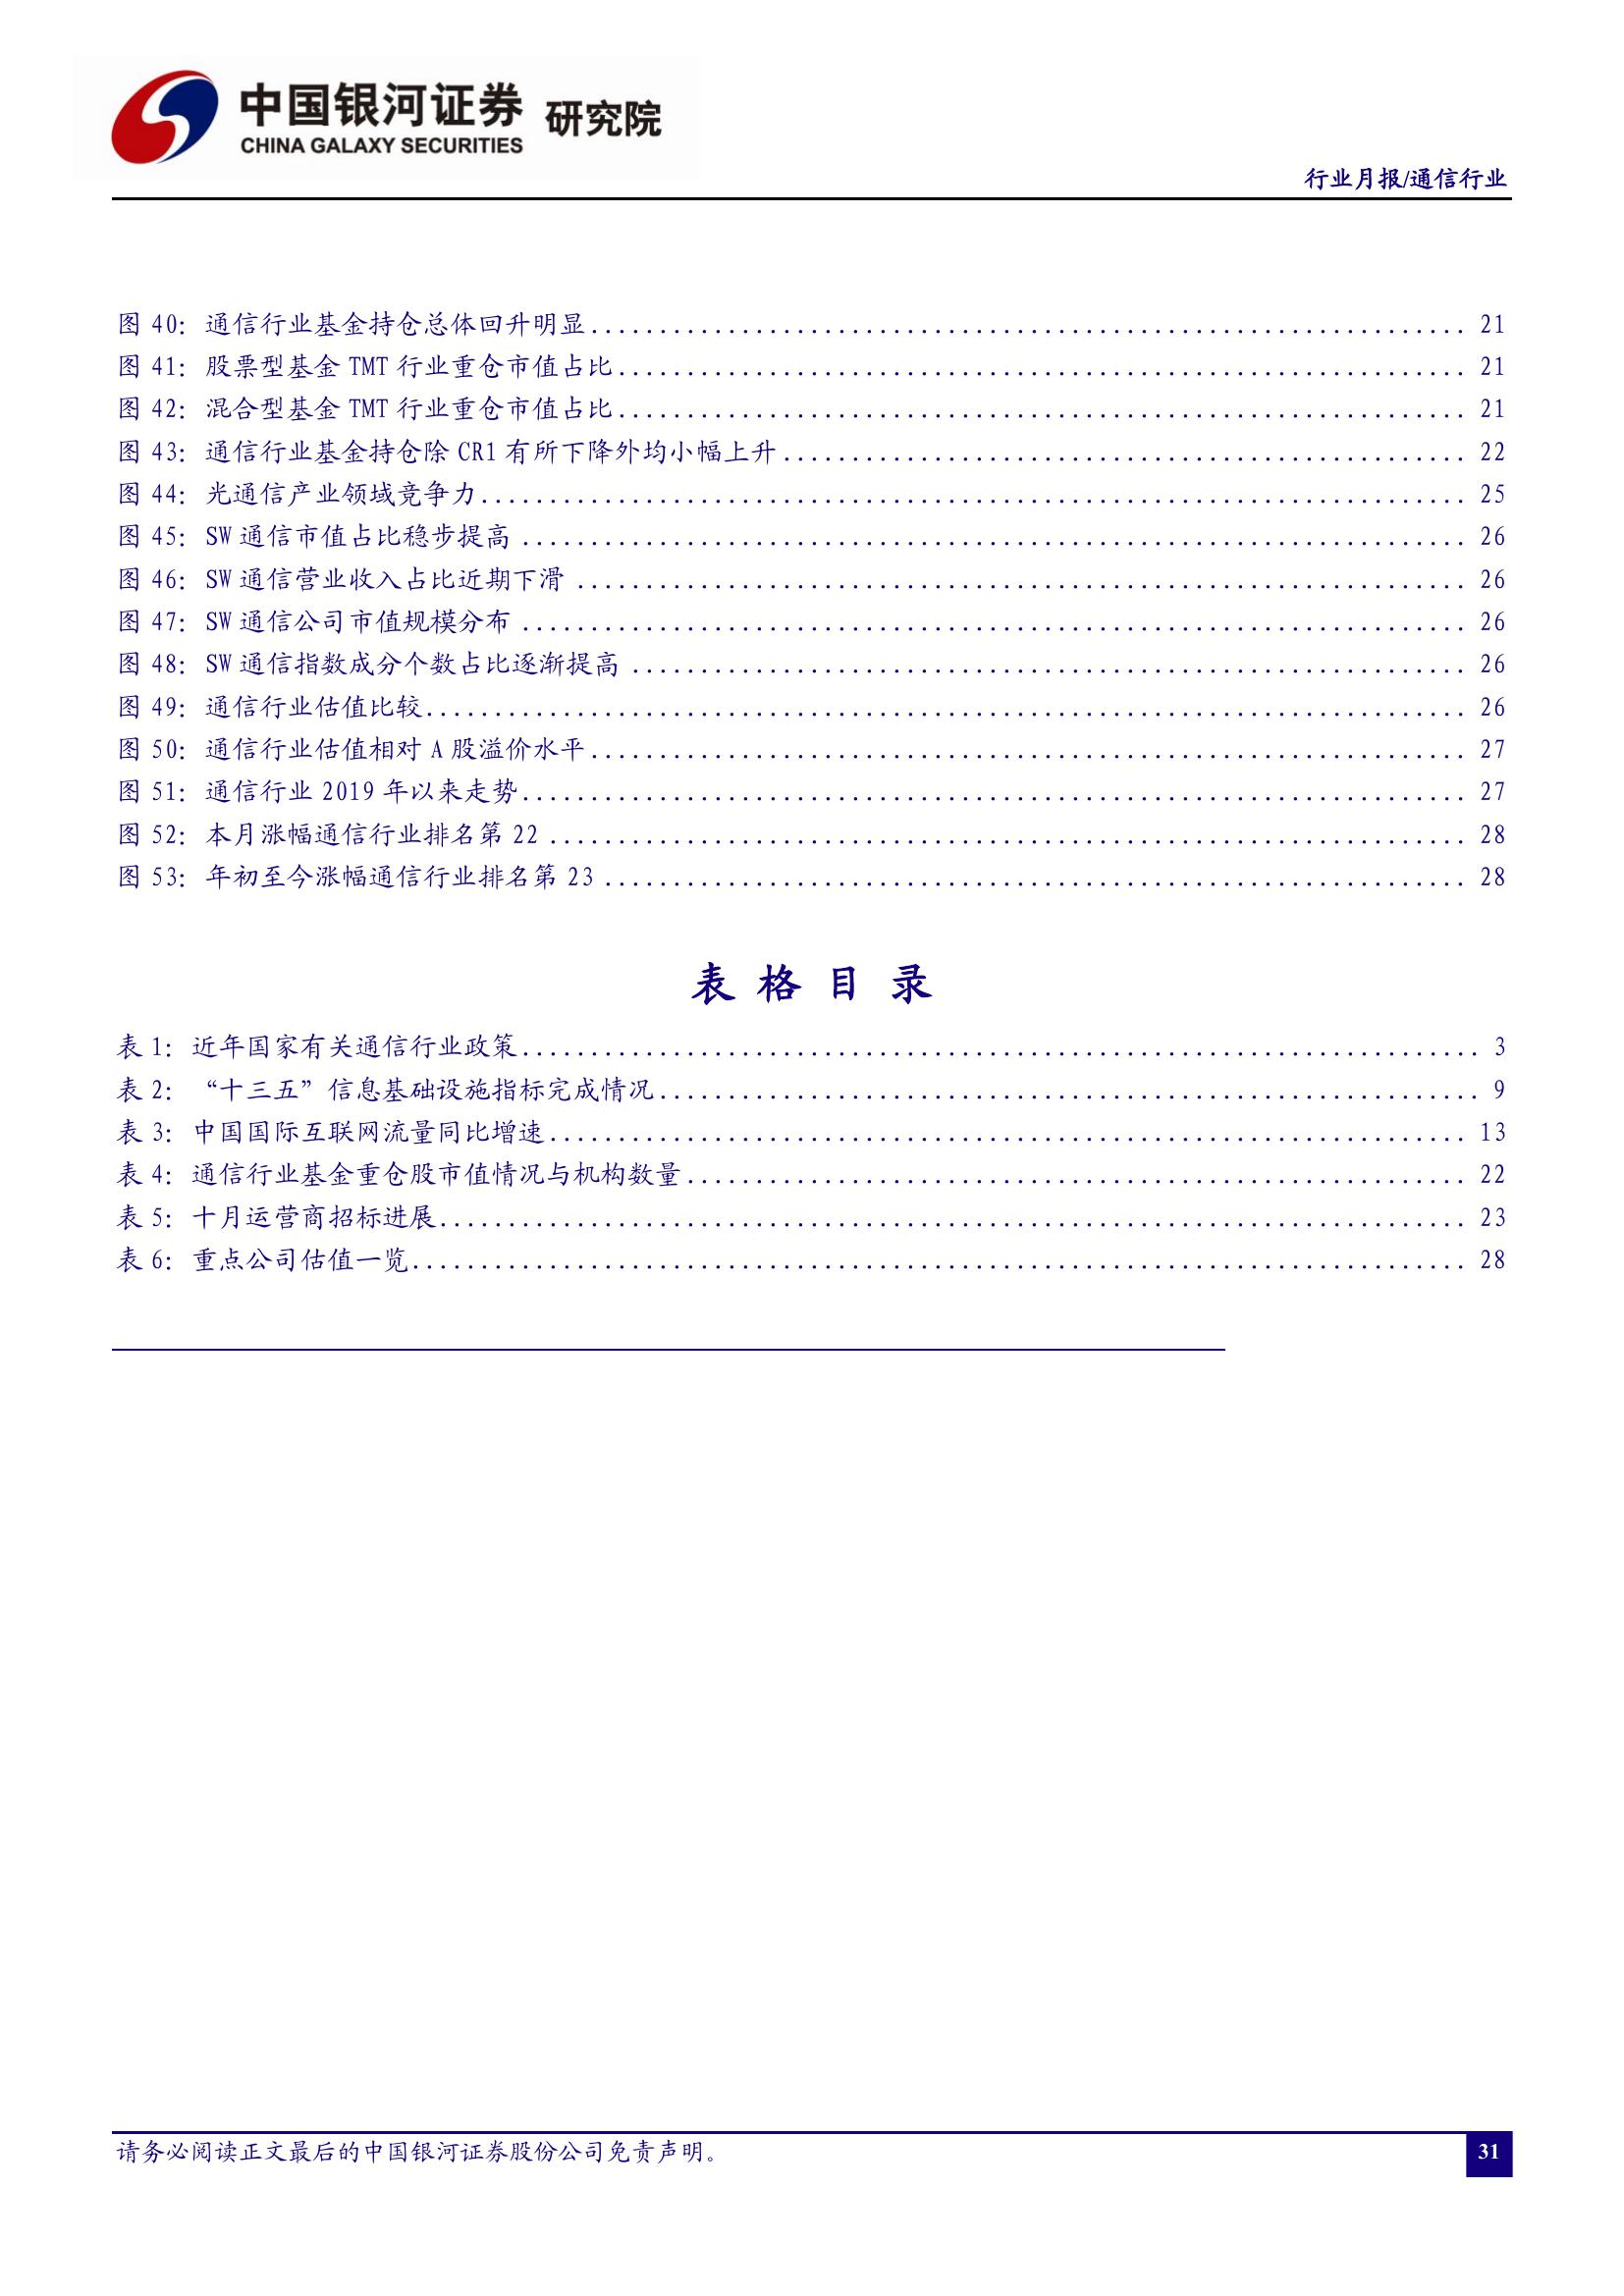 中国银河证券 研究院
CHINA GALAXY SECURITIES
行业月报/通信行业
图 40: 通信行业基金持仓总体回升明显 21
图 41: 股票型基金 TMT 行业重仓市值占比 21
图 42: 混合型基金 TMT 行业重仓市值占比 21
图 43: 通信行业基金持仓除 CR1 有所下降外均小幅上升 22
图 44: 光通信产业领域竞争力 25
图 45: SW 通信市值占比稳步提高 26
图 46: SW 通信营业收入占比近期下滑 26
图 47: SW 通信公司市值规模分布 26
图 48: SW 通信指数成分个数占比逐渐提高 26
图 49: 通信行业估值比较 26
图 50: 通信行业估值相对 A 股溢价水平 27
图 51: 通信行业 2019 年以来走势 27
图 52: 本月涨幅通信行业排名第 22 28
图 53: 年初至今涨幅通信行业排名第 23 28
表 格 目 录
表 1: 近年国家有关通信行业政策 3
表 2: “十三五”信息基础设施指标完成情况 9
表 3: 中国国际互联网流量同比增速 13
表 4: 通信行业基金重仓股市值情况与机构数量 22
表 5: 十月运营商招标进展 23
表 6: 重点公司估值一览 28
请务必阅读正文最后的中国银河证券股份公司免责声明。
31